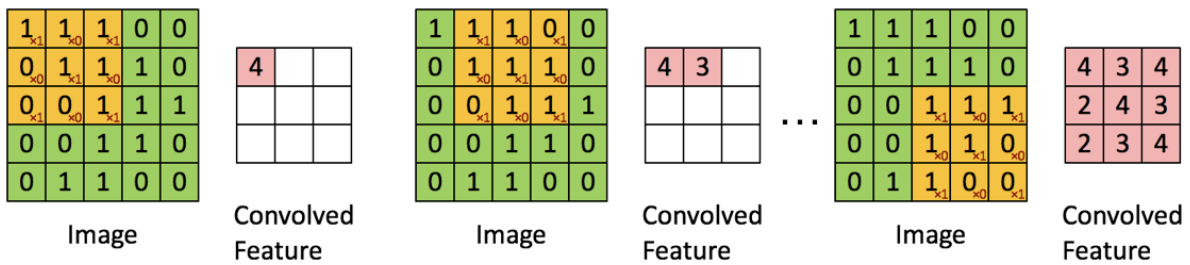 1×1 1×0 1×1 0 0
0×0 1×1 1×0 1 0
0×1 0×0 1×1 1 1
0 0 1 1 0
0 1 1 0 0
Image
4
Convolved
Feature
1 1×1 1×0 0×1 0
0 1×0 1×1 1×0 0
0 0×1 1×0 1×1 1
0 0 1 1 0
0 1 1 0 0
Image
4 3
Convolved
Feature
...
1 1 1 0 0
0 1 1 1 0
0 0 1×1 1×0 1×1
0 0 1×0 1×1 0×0
0 1 1×1 0×0 0×1
Image
4 3 4
2 4 3
2 3 4
Convolved
Feature